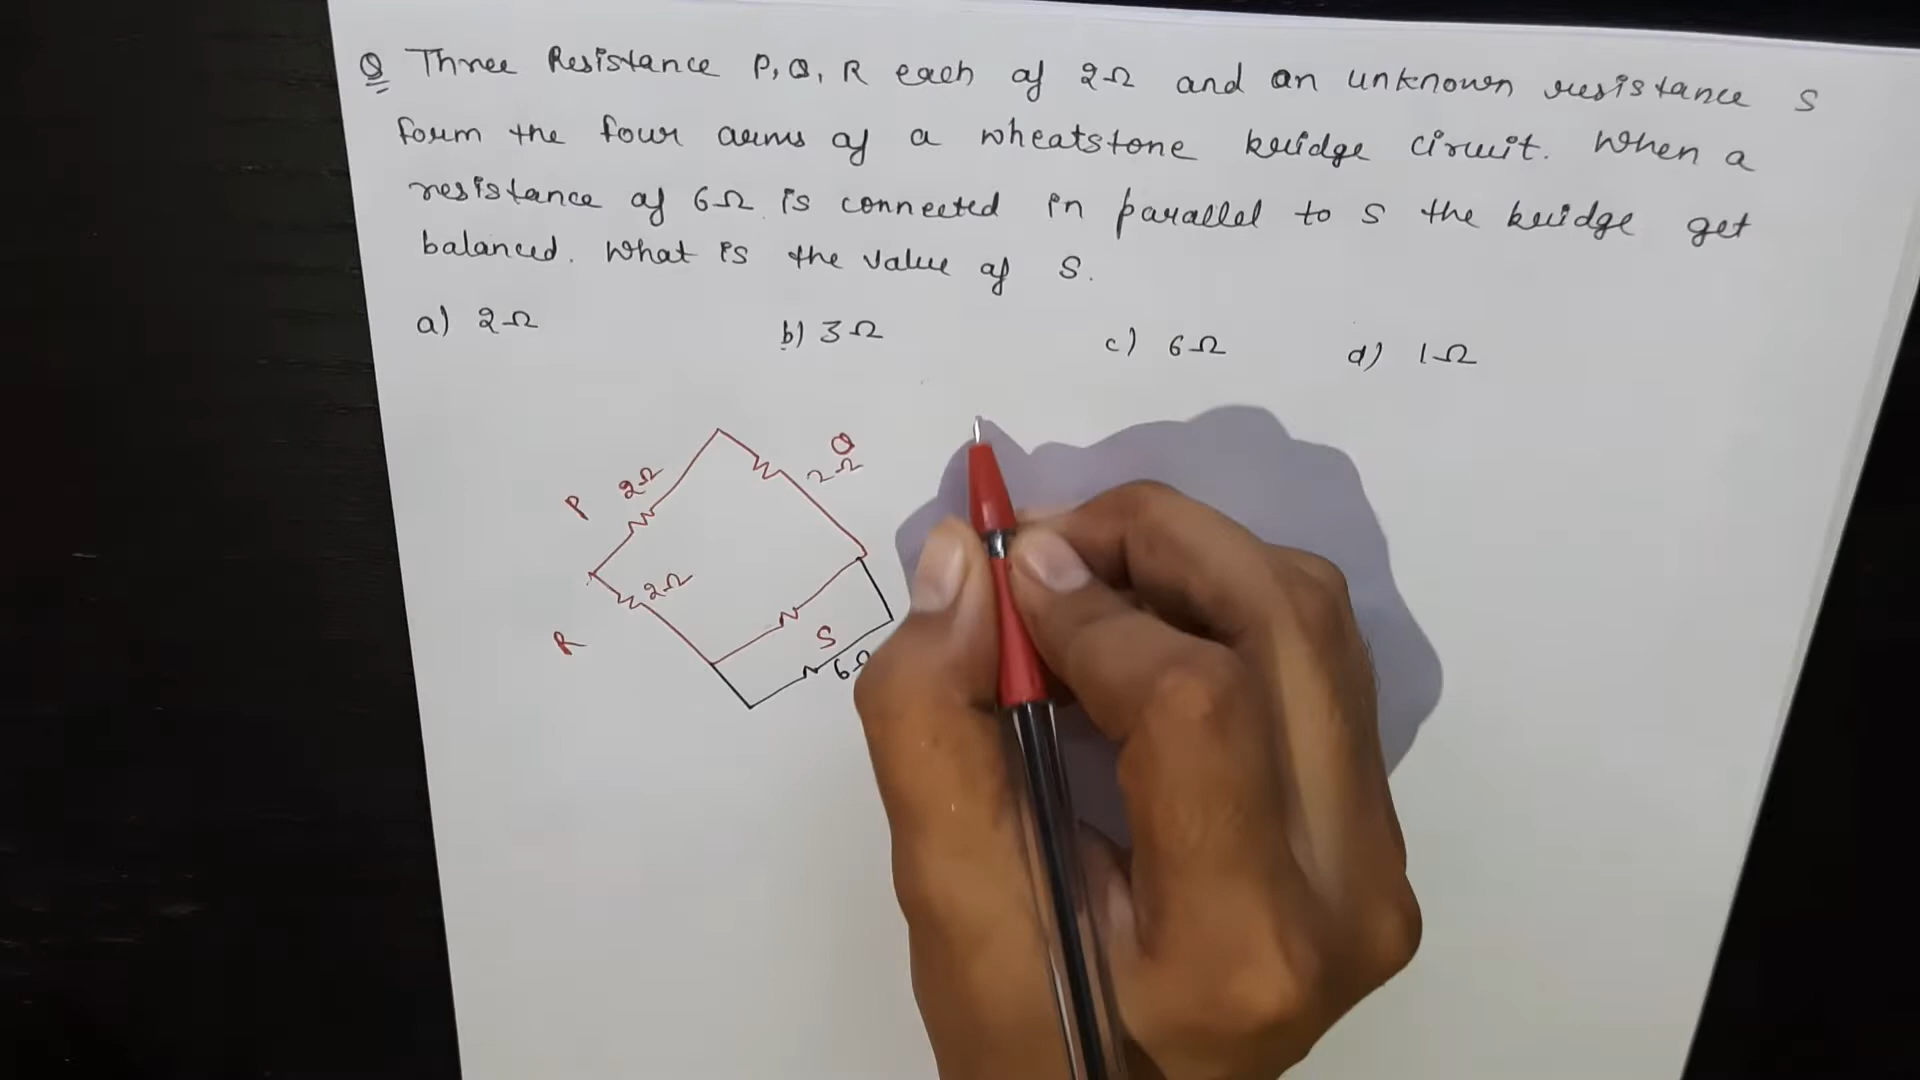 Q Three Resistance P, Q, R each of 2Ω and an unknown resistance S
form the four arms of a wheatstone bridge ciruit. When a
resistance of 6Ω is connected in parallel to S the bridge get
balanced. What is the value of S.
a) 2Ω b) 3Ω c) 6Ω d) 1Ω
Q
P 2Ω 2Ω
2Ω
R S
6Ω